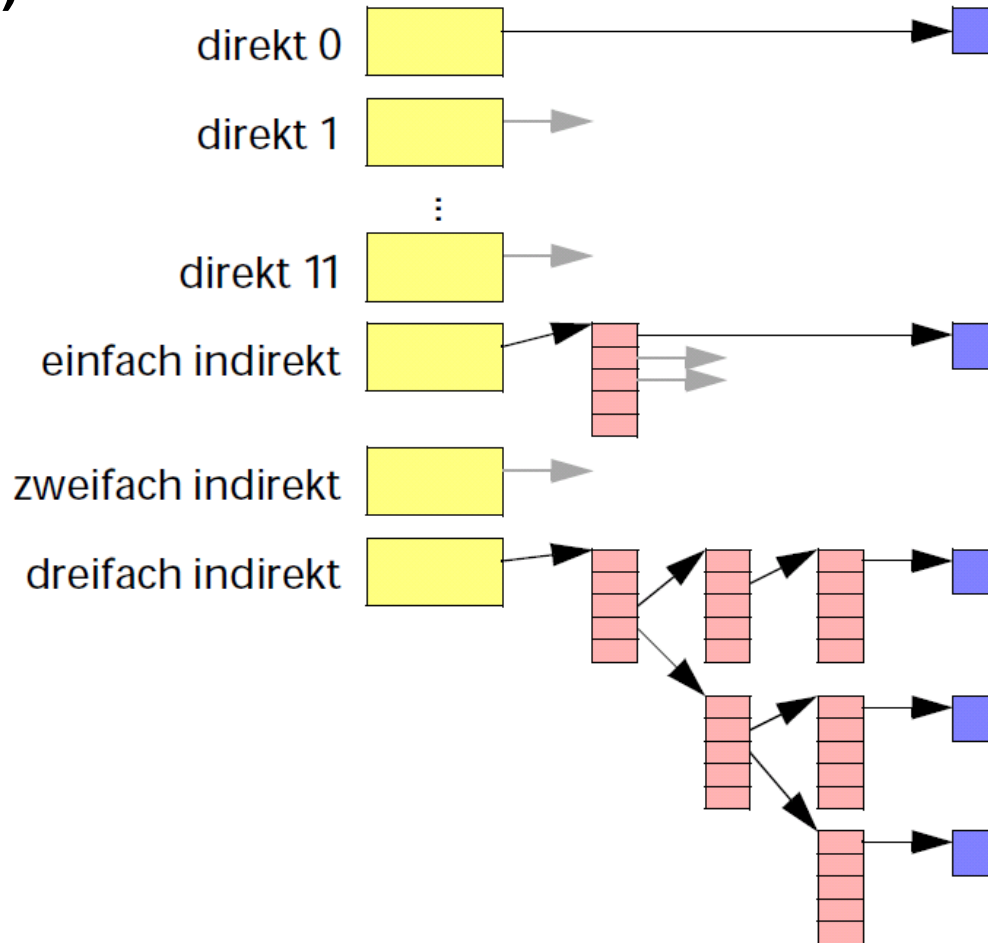 direkt 0
direkt 1
...
direkt 11
einfach indirekt
zweifach indirekt
dreifach indirekt